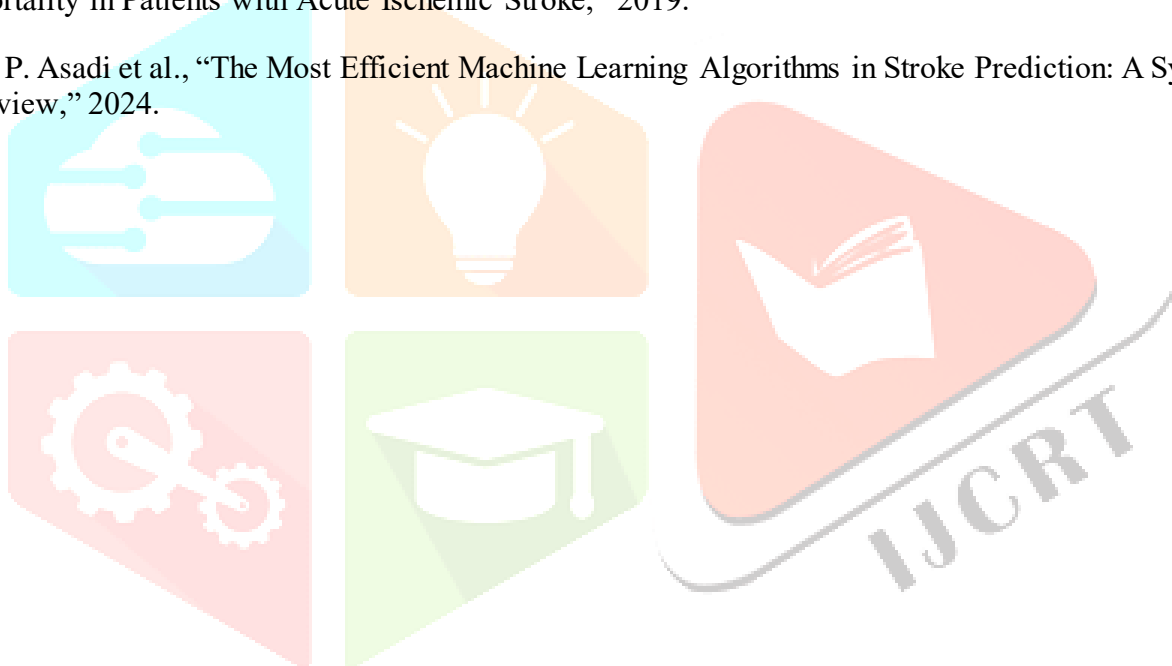 rtality in Patients with Acute Ischemic Stroke,” 2019.
P. Asadi et al., “The Most Efficient Machine Learning Algorithms in Stroke Prediction: A Sy
view,” 2024.
IJCRT